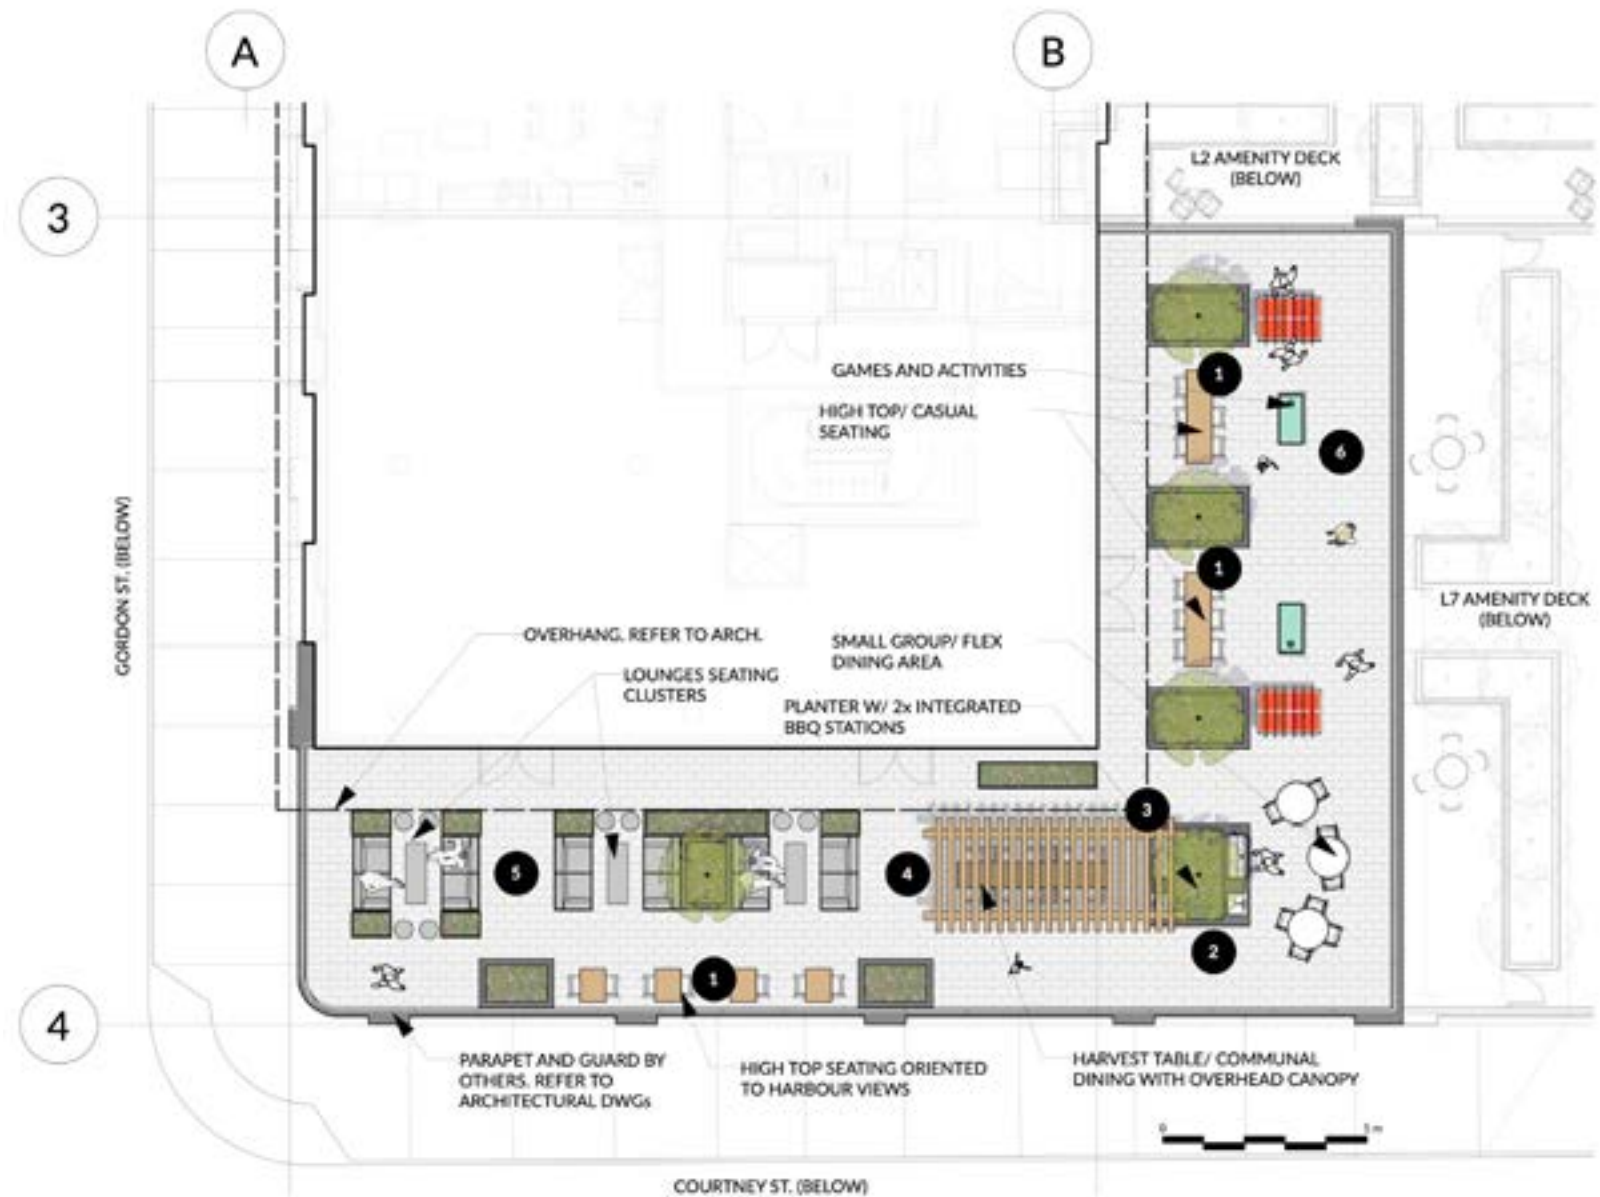 A
B
L2 AMENITY DECK
(BELOW)
3
GAMES AND ACTIVITIES
1
HIGH TOP/ CASUAL
SEATING
6
GORDON ST. (BELOW)
1
L7 AMENITY DECK
(BELOW)
OVERHANG. REFER TO ARCH.
SMALL GROUP/ FLEX
DINING AREA
LOUNGES SEATING
CLUSTERS
PLANTER W/ 2x INTEGRATED
BBQ STATIONS
3
5
4
2
1
4
PARAPET AND GUARD BY
OTHERS. REFER TO
ARCHITECTURAL DWGs
HIGH TOP SEATING ORIENTED
TO HARBOUR VIEWS
HARVEST TABLE/ COMMUNAL
DINING WITH OVERHEAD CANOPY
0
COURTNEY ST. (BELOW)